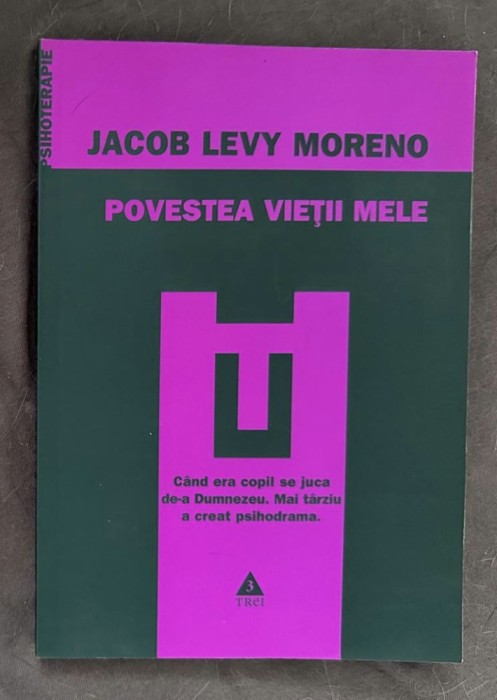 PSIHOTERAPIE
JACOB LEVY MORENO
POVESTEA VIEŢII MELE
Când era copil se juca
de-a Dumnezeu. Mai târziu
a creat psihodrama.
3
TREI